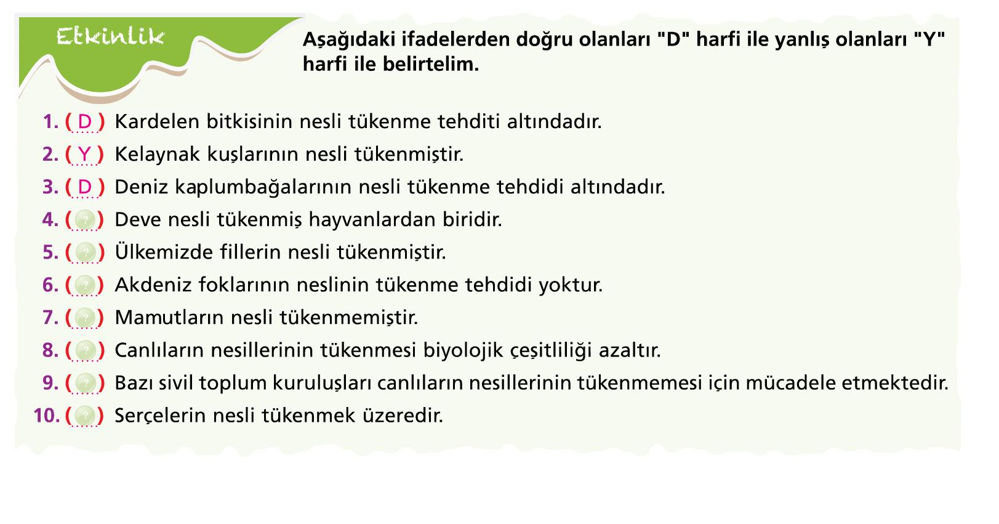 Etkinlik
Aşağıdaki ifadelerden doğru olanları "D" harfi ile yanlış olanları "Y"
harfi ile belirtelim.
1. ( D ) Kardelen bitkisinin nesli tükenme tehditi altındadır.
2. ( Y ) Kelaynak kuşlarının nesli tükenmiştir.
3. ( D ) Deniz kaplumbağalarının nesli tükenme tehdidi altındadır.
4. ( ? ) Deve nesli tükenmiş hayvanlardan biridir.
5. ( ? ) Ülkemizde fillerin nesli tükenmiştir.
6. ( ? ) Akdeniz foklarının neslinin tükenme tehdidi yoktur.
7. ( ? ) Mamutların nesli tükenmemiştir.
8. ( ? ) Canlıların nesillerinin tükenmesi biyolojik çeşitliliği azaltır.
9. ( ? ) Bazı sivil toplum kuruluşları canlıların nesillerinin tükenmemesi için mücadele etmektedir.
10. ( ? ) Serçelerin nesli tükenmek üzeredir.